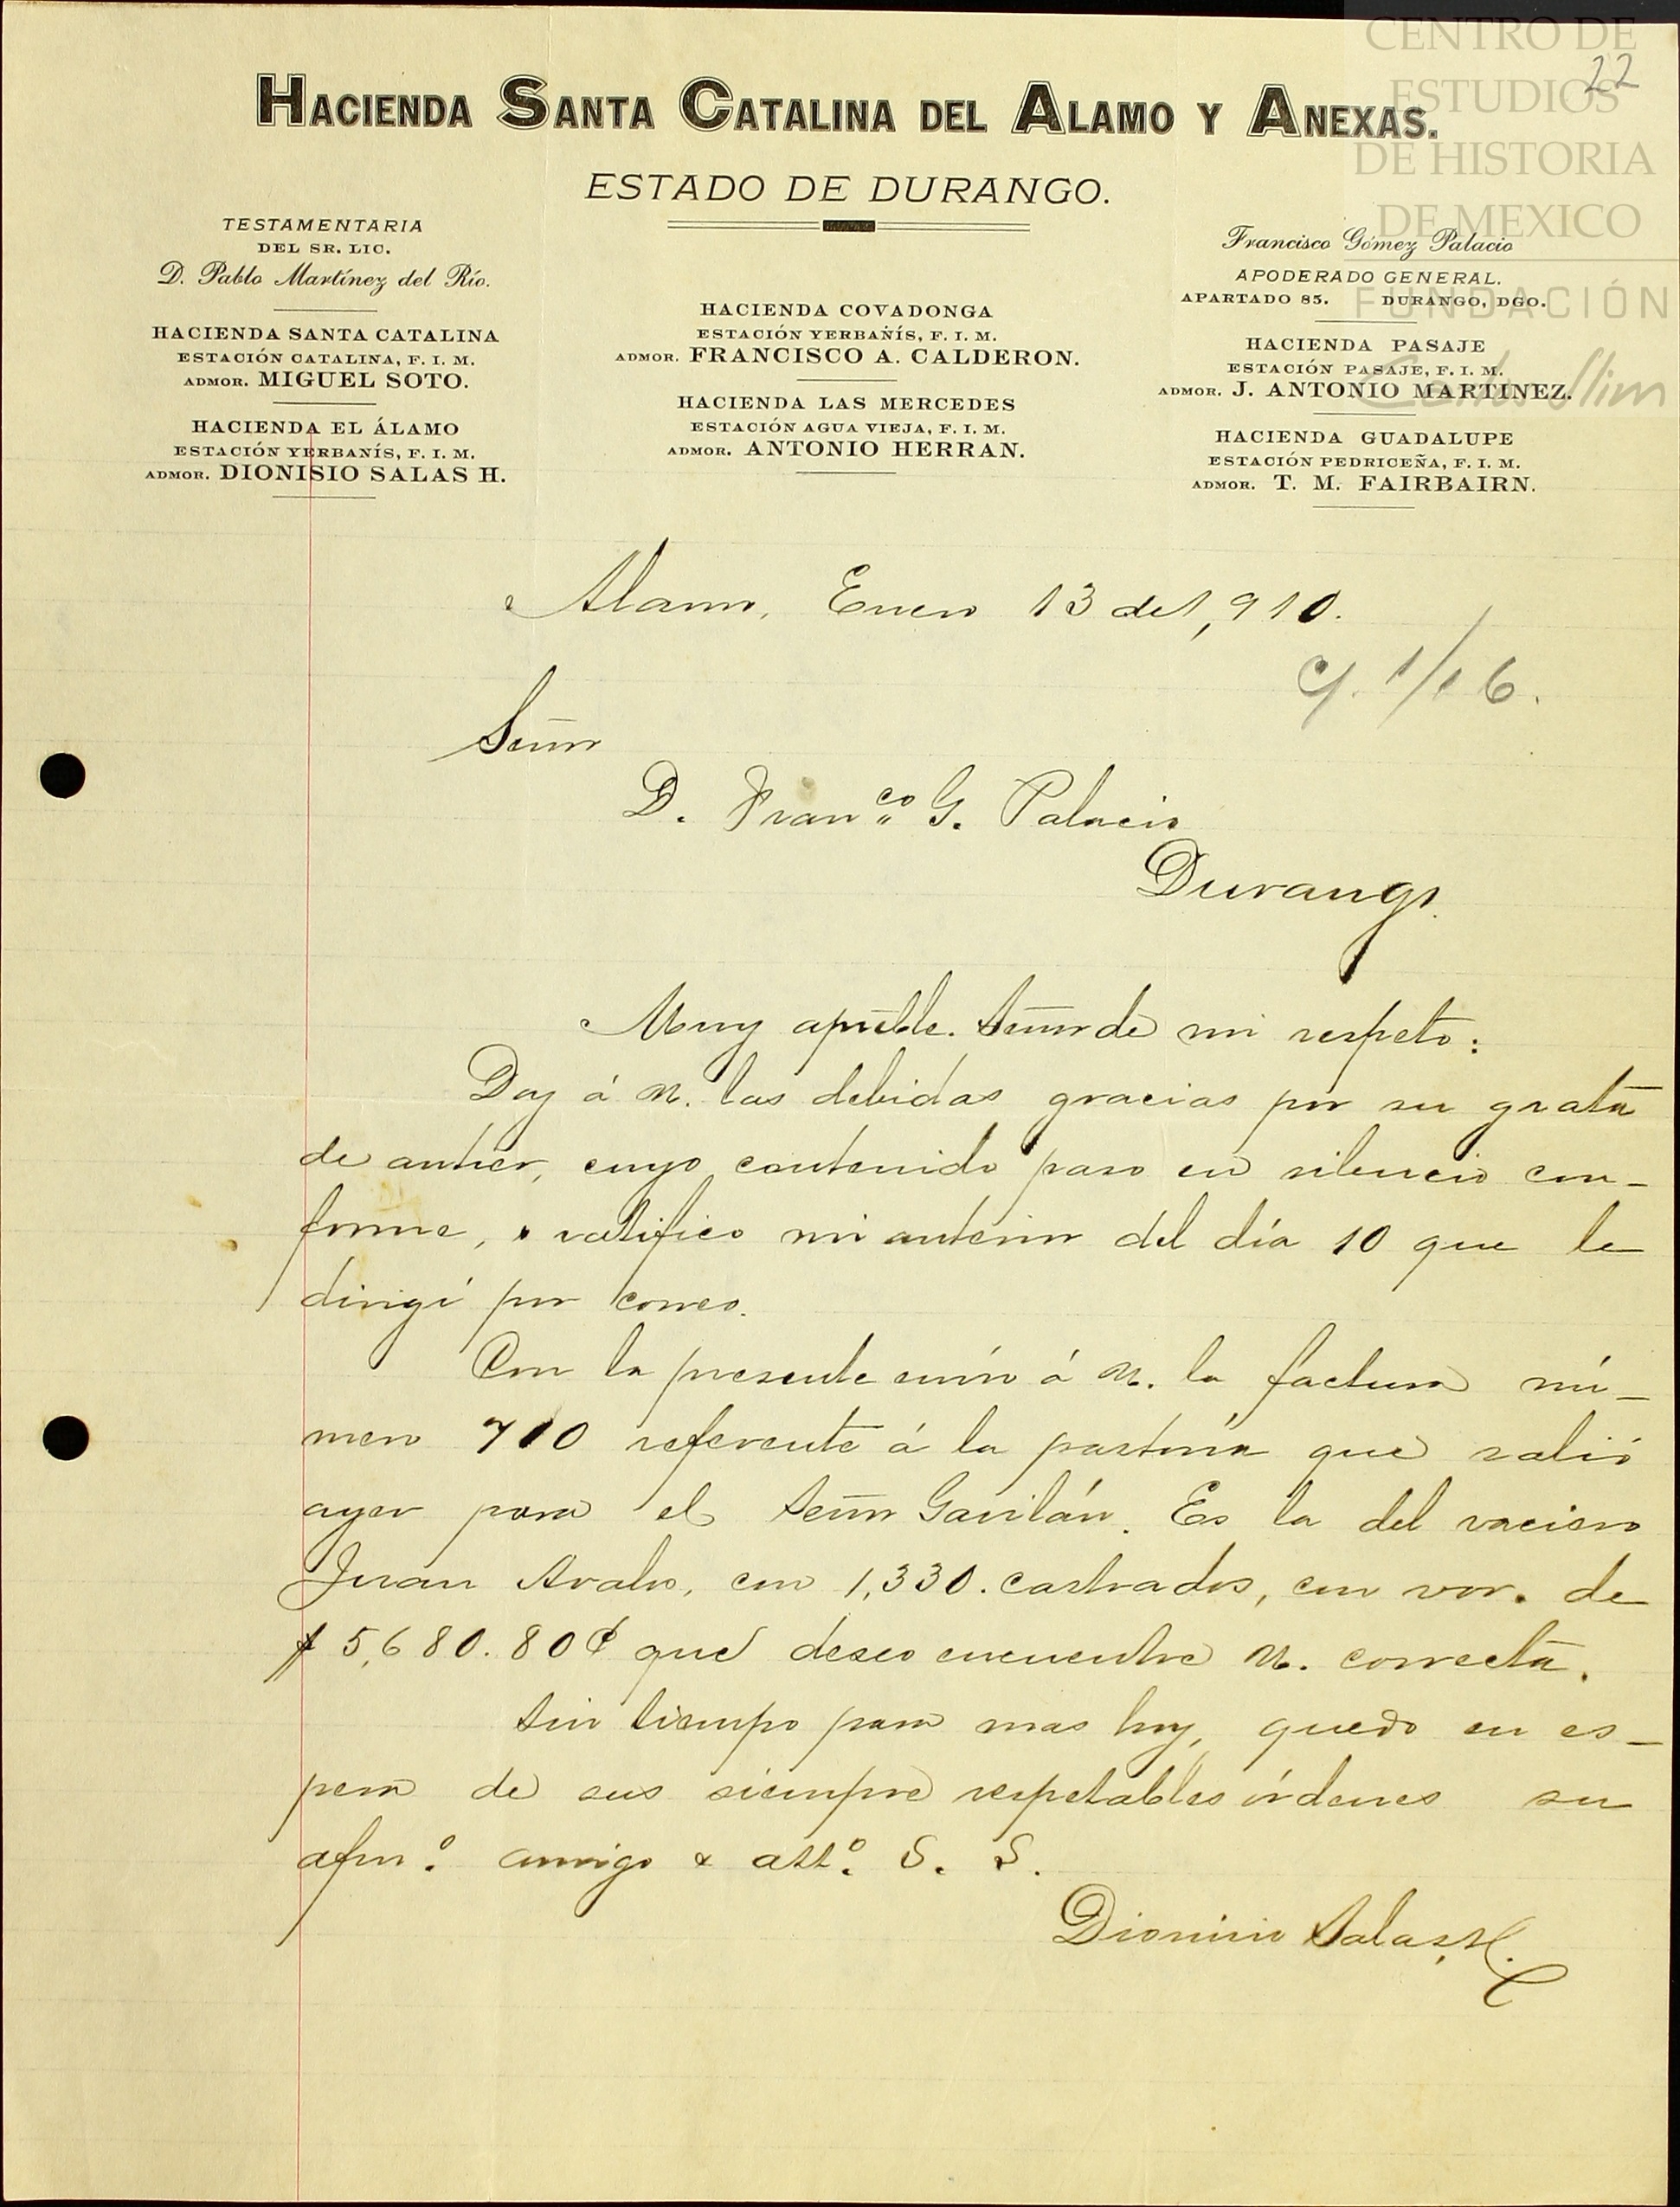 CENTRO DE
ESTUDIOS
DE HISTORIA
DE MEXICO
FUNDACIÓN
Carlos Slim
22
HACIENDA SANTA CATALINA DEL ALAMO Y ANEXAS.
ESTADO DE DURANGO.
TESTAMENTARIA
DEL SR. LIC.
D. Pablo Martínez del Río.
HACIENDA SANTA CATALINA
ESTACIÓN CATALINA, F. I. M.
ADMOR. MIGUEL SOTO.
HACIENDA EL ÁLAMO
ESTACIÓN YERBANÍS, F. I. M.
ADMOR. DIONISIO SALAS H.
HACIENDA COVADONGA
ESTACIÓN YERBAÑÍS, F. I. M.
ADMOR. FRANCISCO A. CALDERON.
HACIENDA LAS MERCEDES
ESTACIÓN AGUA VIEJA, F. I. M.
ADMOR. ANTONIO HERRAN.
Francisco Gómez Palacio
APODERADO GENERAL.
APARTADO 85. DURANGO, DGO.
HACIENDA PASAJE
ESTACIÓN PASAJE, F. I. M.
ADMOR. J. ANTONIO MARTINEZ.
HACIENDA GUADALUPE
ESTACIÓN PEDRICEÑA, F. I. M.
ADMOR. T. M. FAIRBAIRN.
Alamo, Enero 13 de 1,910.
C/. 1/16.
Señor
D. Franco G. Palacio
Durango.
Muy apreble. Señor de mi respeto:
Doy á U. las debidas gracias por su grata
de antier, cuyo contenido paso en silencio con-
forme, ratifico mi anterior del día 10 que le
dirigí por correo.
Con la presente envío á U. la factura nú-
mero 710 referente á la pastoría que salió
ayer para el Señor Gavilán. Es la del vaciero
Juan Avalos, con 1,330. castrados, con vor. de
$5,680.80¢ que deseo encuentre U. correcta.
Sin tiempo para mas hoy, quedo en es-
pera de sus siempre respetables órdenes su
afmo. amigo & atto. S. S.
Dionisio Salas H.